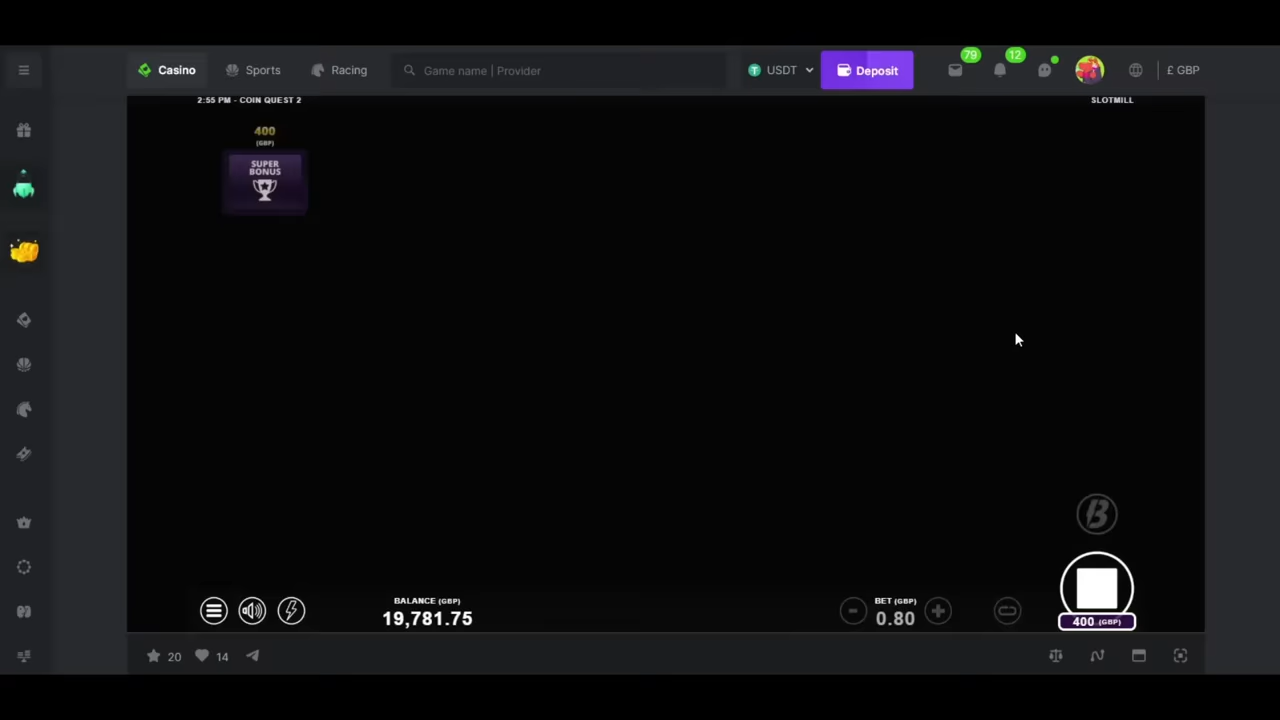 Casino
Sports
Racing
Game name | Provider
USDT
Deposit
79
12
£ GBP
2:55 PM - COIN QUEST 2
SLOTMILL
400
(GBP)
SUPER
BONUS
BALANCE (GBP)
19,781.75
BET (GBP)
0.80
400 (GBP)
20
14